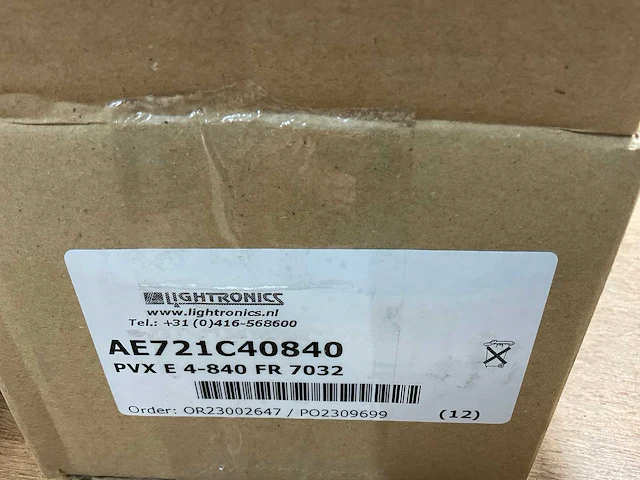 LIGHTRONICS
www.lightronics.nl
Tel.: +31 (0)416-568600
AE721C40840
PVX E 4-840 FR 7032
Order: OR23002647 / PO2309699
(12)